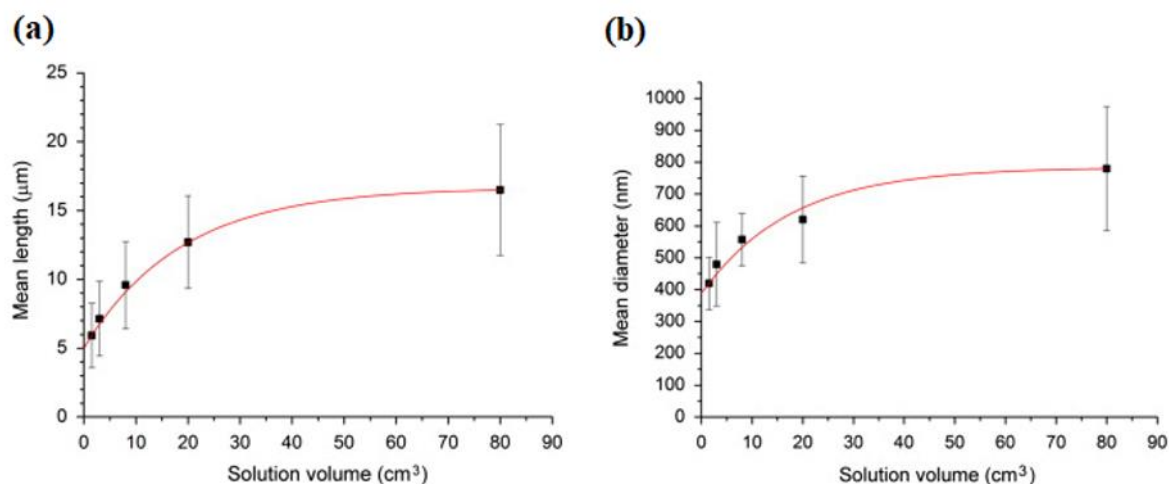 (a)
25
20
15
10
5
0
Mean length (μm)
0 10 20 30 40 50 60 70 80 90
Solution volume (cm³)
(b)
1000
900
800
700
600
500
400
300
200
100
0
Mean diameter (nm)
0 10 20 30 40 50 60 70 80 90
Solution volume (cm³)